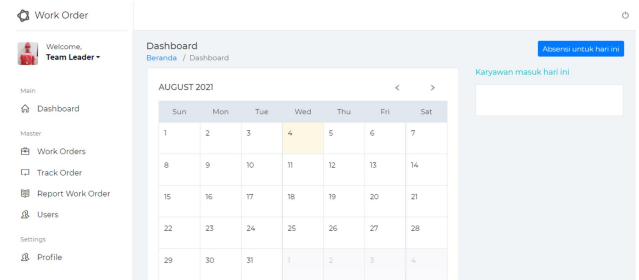 Work Order
Welcome,
Team Leader
Main
Dashboard
Master
Work Orders
Track Order
Report Work Order
Users
Settings
Profile
Dashboard
Beranda / Dashboard
AUGUST 2021
< >
Sun Mon Tue Wed Thu Fri Sat
1 2 3 4 5 6 7
8 9 10 11 12 13 14
15 16 17 18 19 20 21
22 23 24 25 26 27 28
29 30 31 1 2 3 4
Absensi untuk hari ini
Karyawan masuk hari ini